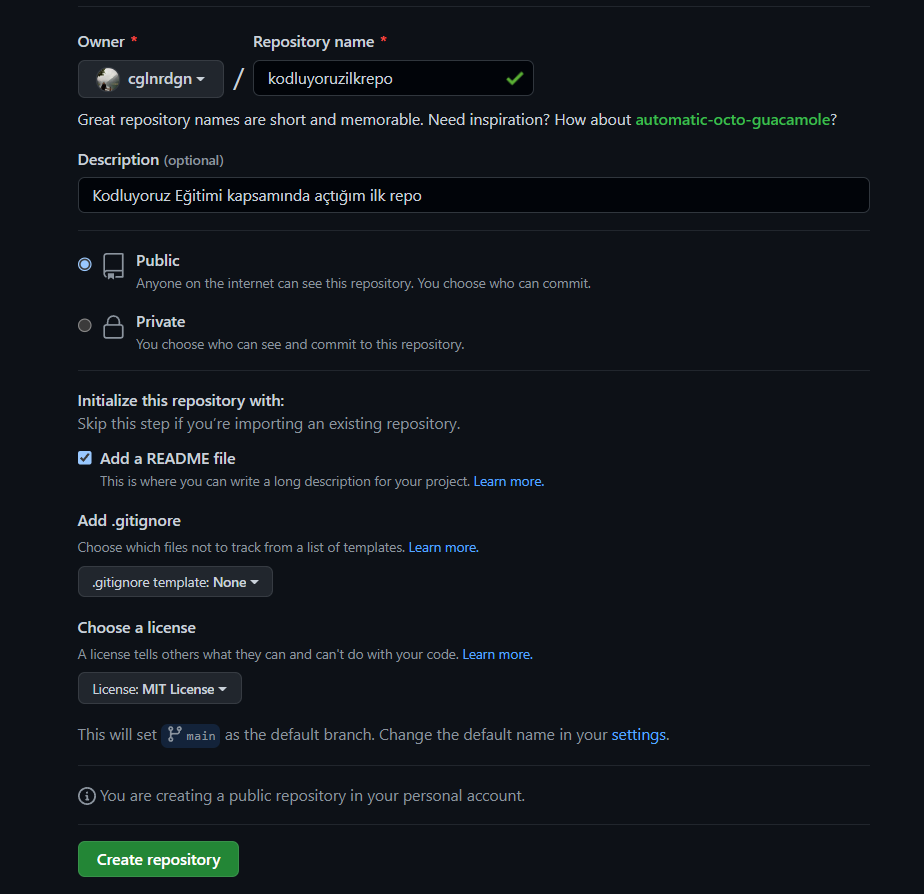 Owner * Repository name *
cglnrdgn / kodluyoruzilkrepo
Great repository names are short and memorable. Need inspiration? How about automatic-octo-guacamole?
Description (optional)
Kodluyoruz Eğitimi kapsamında açtığım ilk repo
Public
Anyone on the internet can see this repository. You choose who can commit.
Private
You choose who can see and commit to this repository.
Initialize this repository with:
Skip this step if you’re importing an existing repository.
Add a README file
This is where you can write a long description for your project. Learn more.
Add .gitignore
Choose which files not to track from a list of templates. Learn more.
.gitignore template: None
Choose a license
A license tells others what they can and can't do with your code. Learn more.
License: MIT License
This will set main as the default branch. Change the default name in your settings.
You are creating a public repository in your personal account.
Create repository